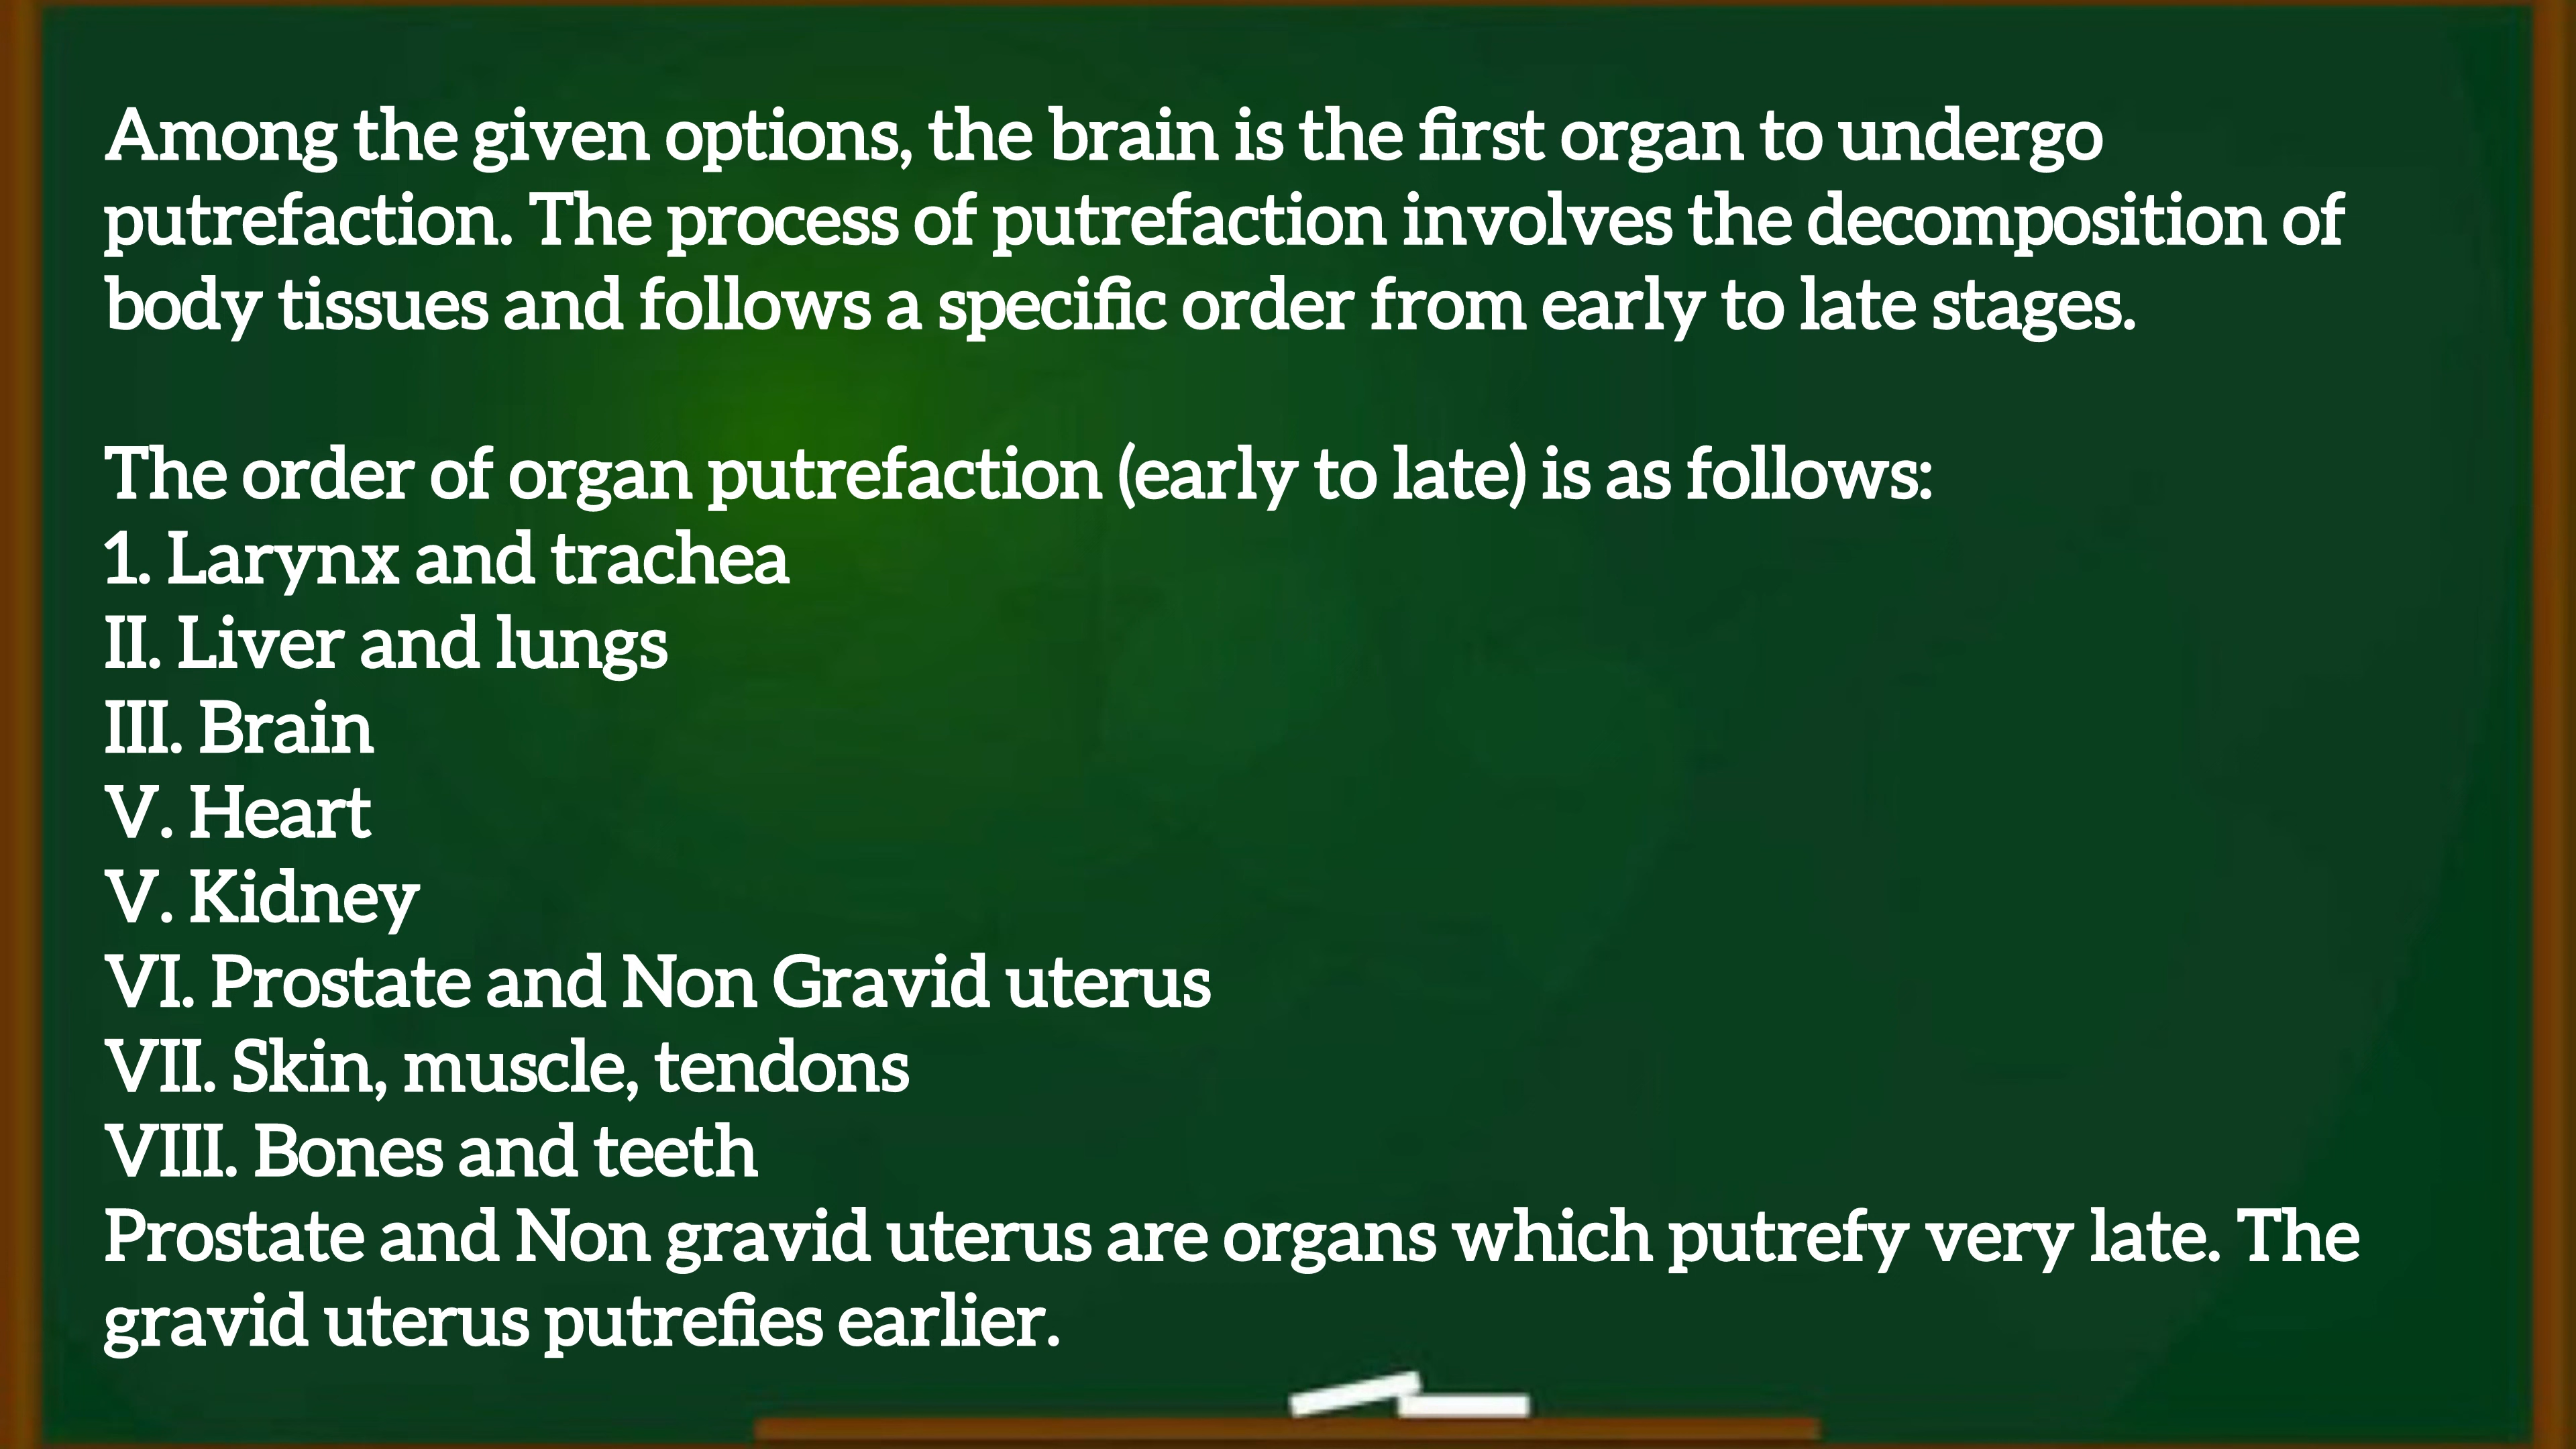 Among the given options, the brain is the first organ to undergo
putrefaction. The process of putrefaction involves the decomposition of
body tissues and follows a specific order from early to late stages.
The order of organ putrefaction (early to late) is as follows:
1. Larynx and trachea
II. Liver and lungs
III. Brain
V. Heart
V. Kidney
VI. Prostate and Non Gravid uterus
VII. Skin, muscle, tendons
VIII. Bones and teeth
Prostate and Non gravid uterus are organs which putrefy very late. The
gravid uterus putrefies earlier.